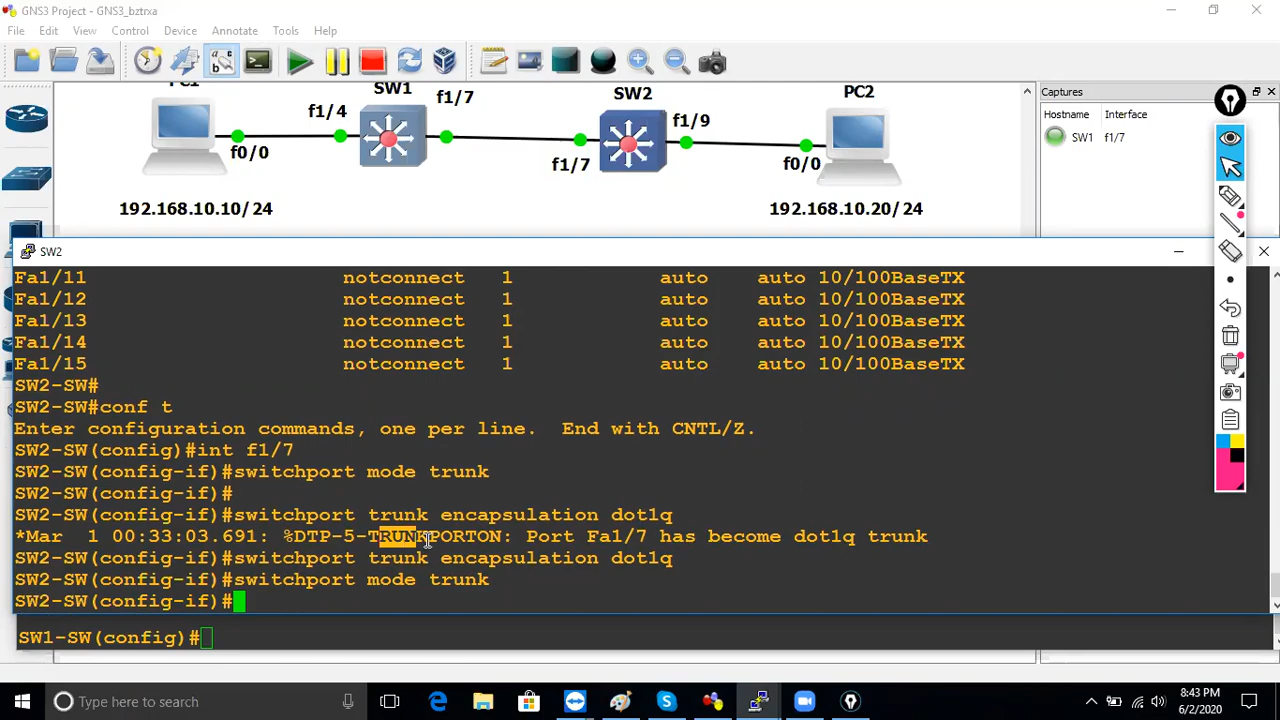 GNS3 Project - GNS3_bztrxa
File Edit View Control Device Annotate Tools Help
PC1
SW1
f1/7
SW2
PC2
f1/4
f1/9
f0/0
f1/7
f0/0
192.168.10.10/24
192.168.10.20/24
Captures
Hostname Interface
SW1 f1/7
SW2
Fa1/11 notconnect 1 auto auto 10/100BaseTX
Fa1/12 notconnect 1 auto auto 10/100BaseTX
Fa1/13 notconnect 1 auto auto 10/100BaseTX
Fa1/14 notconnect 1 auto auto 10/100BaseTX
Fa1/15 notconnect 1 auto auto 10/100BaseTX
SW2-SW#
SW2-SW#conf t
Enter configuration commands, one per line. End with CNTL/Z.
SW2-SW(config)#int f1/7
SW2-SW(config-if)#switchport mode trunk
SW2-SW(config-if)#
SW2-SW(config-if)#switchport trunk encapsulation dot1q
*Mar 1 00:33:03.691: %DTP-5-TRUNKPORTON: Port Fa1/7 has become dot1q trunk
SW2-SW(config-if)#switchport trunk encapsulation dot1q
SW2-SW(config-if)#switchport mode trunk
SW2-SW(config-if)#
SW1-SW(config)#
Type here to search
8:43 PM
6/2/2020